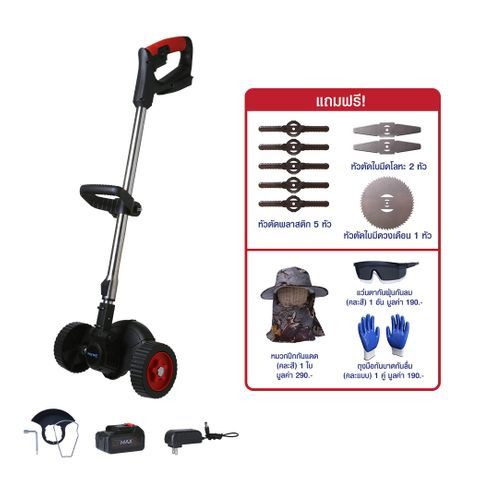 แถมฟรี!
หัวตัดพลาสติก 5 หัว
หัวตัดใบมีดโลหะ 2 หัว
หัวตัดใบมีดวงเดือน 1 หัว
หมวกปีกกันแดด
(คละสี) 1 ใบ
มูลค่า 290.-
แว่นตากันฝุ่นกันลม
(คละสี) 1 อัน มูลค่า 190.-
ถุงมือกันบาดกันลื่น
(คละแบบ) 1 คู่ มูลค่า 190.-
MAX